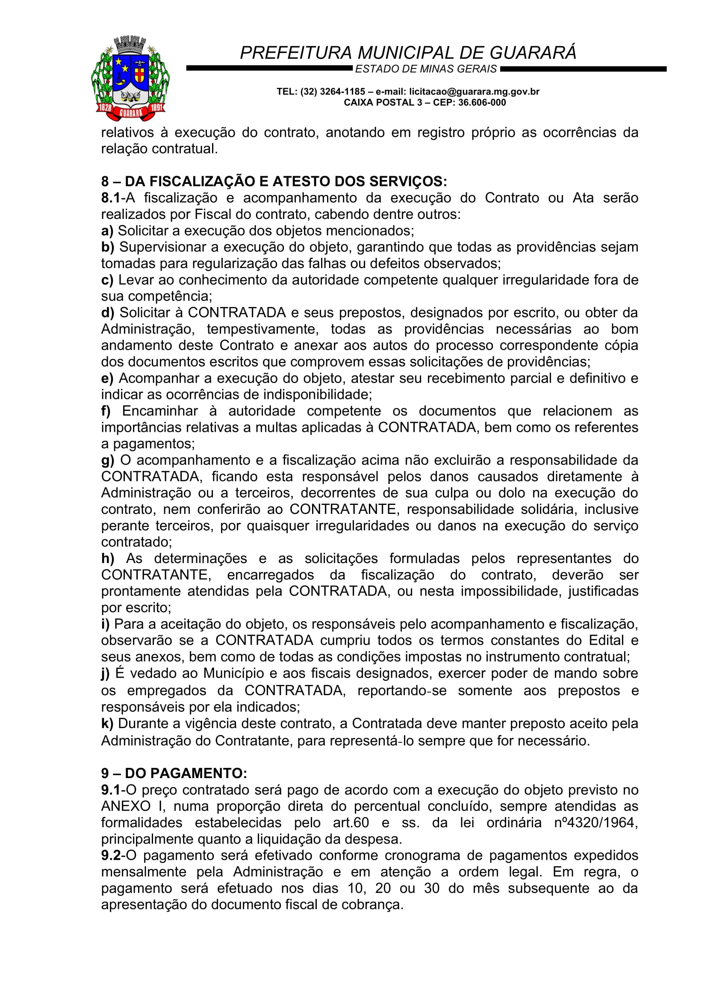 PREFEITURA MUNICIPAL DE GUARARÁ
ESTADO DE MINAS GERAIS
TEL: (32) 3264-1185 – e-mail: licitacao@guarara.mg.gov.br
CAIXA POSTAL 3 – CEP: 36.606-000
1828 GUARARÁ 1891
relativos à execução do contrato, anotando em registro próprio as ocorrências da
relação contratual.
8 – DA FISCALIZAÇÃO E ATESTO DOS SERVIÇOS:
8.1-A fiscalização e acompanhamento da execução do Contrato ou Ata serão
realizados por Fiscal do contrato, cabendo dentre outros:
a) Solicitar a execução dos objetos mencionados;
b) Supervisionar a execução do objeto, garantindo que todas as providências sejam
tomadas para regularização das falhas ou defeitos observados;
c) Levar ao conhecimento da autoridade competente qualquer irregularidade fora de
sua competência;
d) Solicitar à CONTRATADA e seus prepostos, designados por escrito, ou obter da
Administração, tempestivamente, todas as providências necessárias ao bom
andamento deste Contrato e anexar aos autos do processo correspondente cópia
dos documentos escritos que comprovem essas solicitações de providências;
e) Acompanhar a execução do objeto, atestar seu recebimento parcial e definitivo e
indicar as ocorrências de indisponibilidade;
f) Encaminhar à autoridade competente os documentos que relacionem as
importâncias relativas a multas aplicadas à CONTRATADA, bem como os referentes
a pagamentos;
g) O acompanhamento e a fiscalização acima não excluirão a responsabilidade da
CONTRATADA, ficando esta responsável pelos danos causados diretamente à
Administração ou a terceiros, decorrentes de sua culpa ou dolo na execução do
contrato, nem conferirão ao CONTRATANTE, responsabilidade solidária, inclusive
perante terceiros, por quaisquer irregularidades ou danos na execução do serviço
contratado;
h) As determinações e as solicitações formuladas pelos representantes do
CONTRATANTE, encarregados da fiscalização do contrato, deverão ser
prontamente atendidas pela CONTRATADA, ou nesta impossibilidade, justificadas
por escrito;
i) Para a aceitação do objeto, os responsáveis pelo acompanhamento e fiscalização,
observarão se a CONTRATADA cumpriu todos os termos constantes do Edital e
seus anexos, bem como de todas as condições impostas no instrumento contratual;
j) É vedado ao Município e aos fiscais designados, exercer poder de mando sobre
os empregados da CONTRATADA, reportando-se somente aos prepostos e
responsáveis por ela indicados;
k) Durante a vigência deste contrato, a Contratada deve manter preposto aceito pela
Administração do Contratante, para representá-lo sempre que for necessário.
9 – DO PAGAMENTO:
9.1-O preço contratado será pago de acordo com a execução do objeto previsto no
ANEXO I, numa proporção direta do percentual concluído, sempre atendidas as
formalidades estabelecidas pelo art.60 e ss. da lei ordinária nº4320/1964,
principalmente quanto a liquidação da despesa.
9.2-O pagamento será efetivado conforme cronograma de pagamentos expedidos
mensalmente pela Administração e em atenção a ordem legal. Em regra, o
pagamento será efetuado nos dias 10, 20 ou 30 do mês subsequente ao da
apresentação do documento fiscal de cobrança.